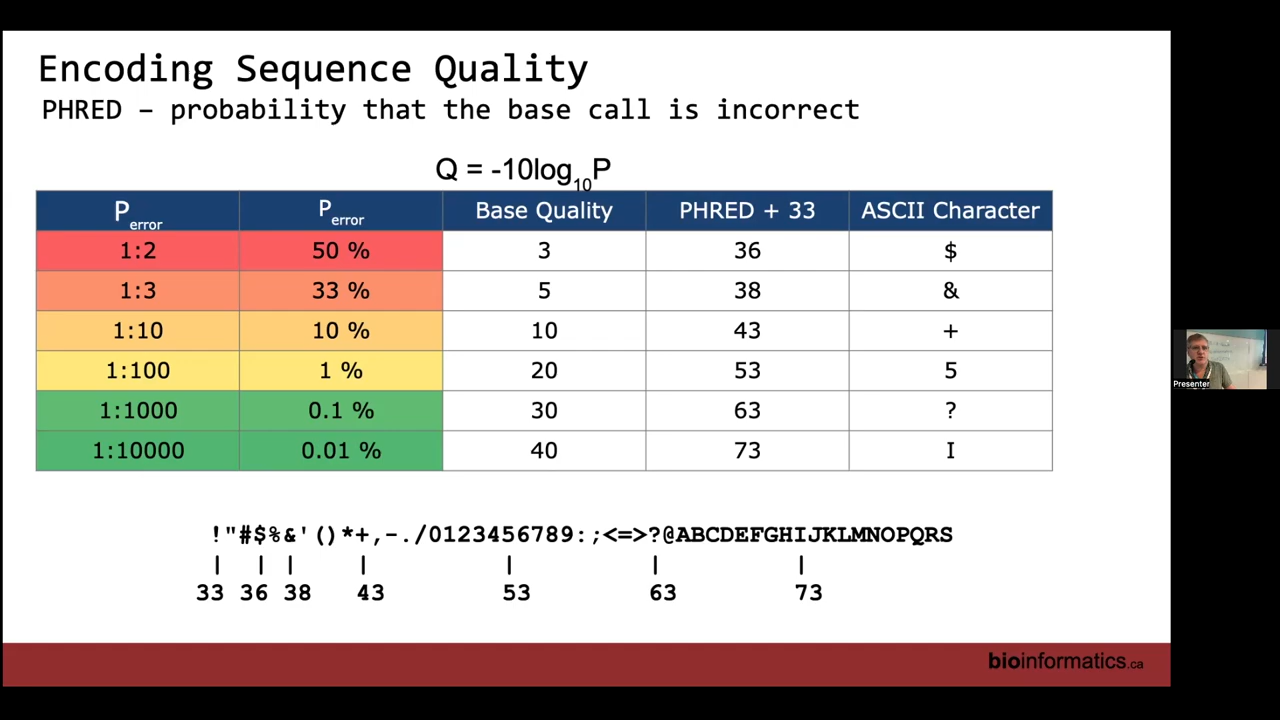 Encoding Sequence Quality
PHRED – probability that the base call is incorrect
Q = -10log10P
Perror Perror Base Quality PHRED + 33 ASCII Character
1:2 50 % 3 36 $
1:3 33 % 5 38 &
1:10 10 % 10 43 +
1:100 1 % 20 53 5
1:1000 0.1 % 30 63 ?
1:10000 0.01 % 40 73 I
!"#$%&'()*+,-./0123456789:;<=>?@ABCDEFGHIJKLMNOPQRS
| | | | | | |
33 36 38 43 53 63 73
bioinformatics.ca
Presenter